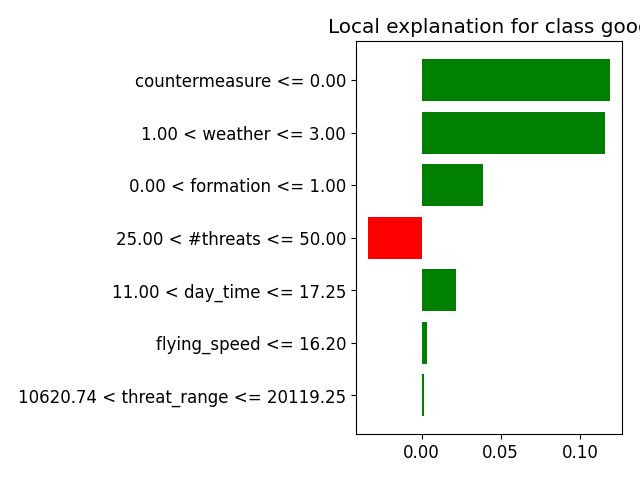 Local explanation for class goo
countermeasure <= 0.00
1.00 < weather <= 3.00
0.00 < formation <= 1.00
25.00 < #threats <= 50.00
11.00 < day_time <= 17.25
flying_speed <= 16.20
10620.74 < threat_range <= 20119.25
0.00 0.05 0.10